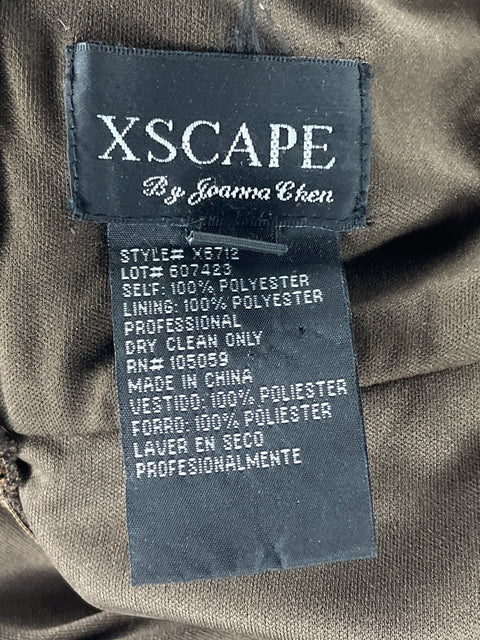 XSCAPE
By Joanna Chen
STYLE# X6712
LOT# 607423
SELF: 100% POLYESTER
LINING: 100% POLYESTER
PROFESSIONAL
DRY CLEAN ONLY
RN# 105059
MADE IN CHINA
VESTIDO: 100% POLIESTER
FORRO: 100% POLIESTER
LAVER EN SECO
PROFESIONALMENTE